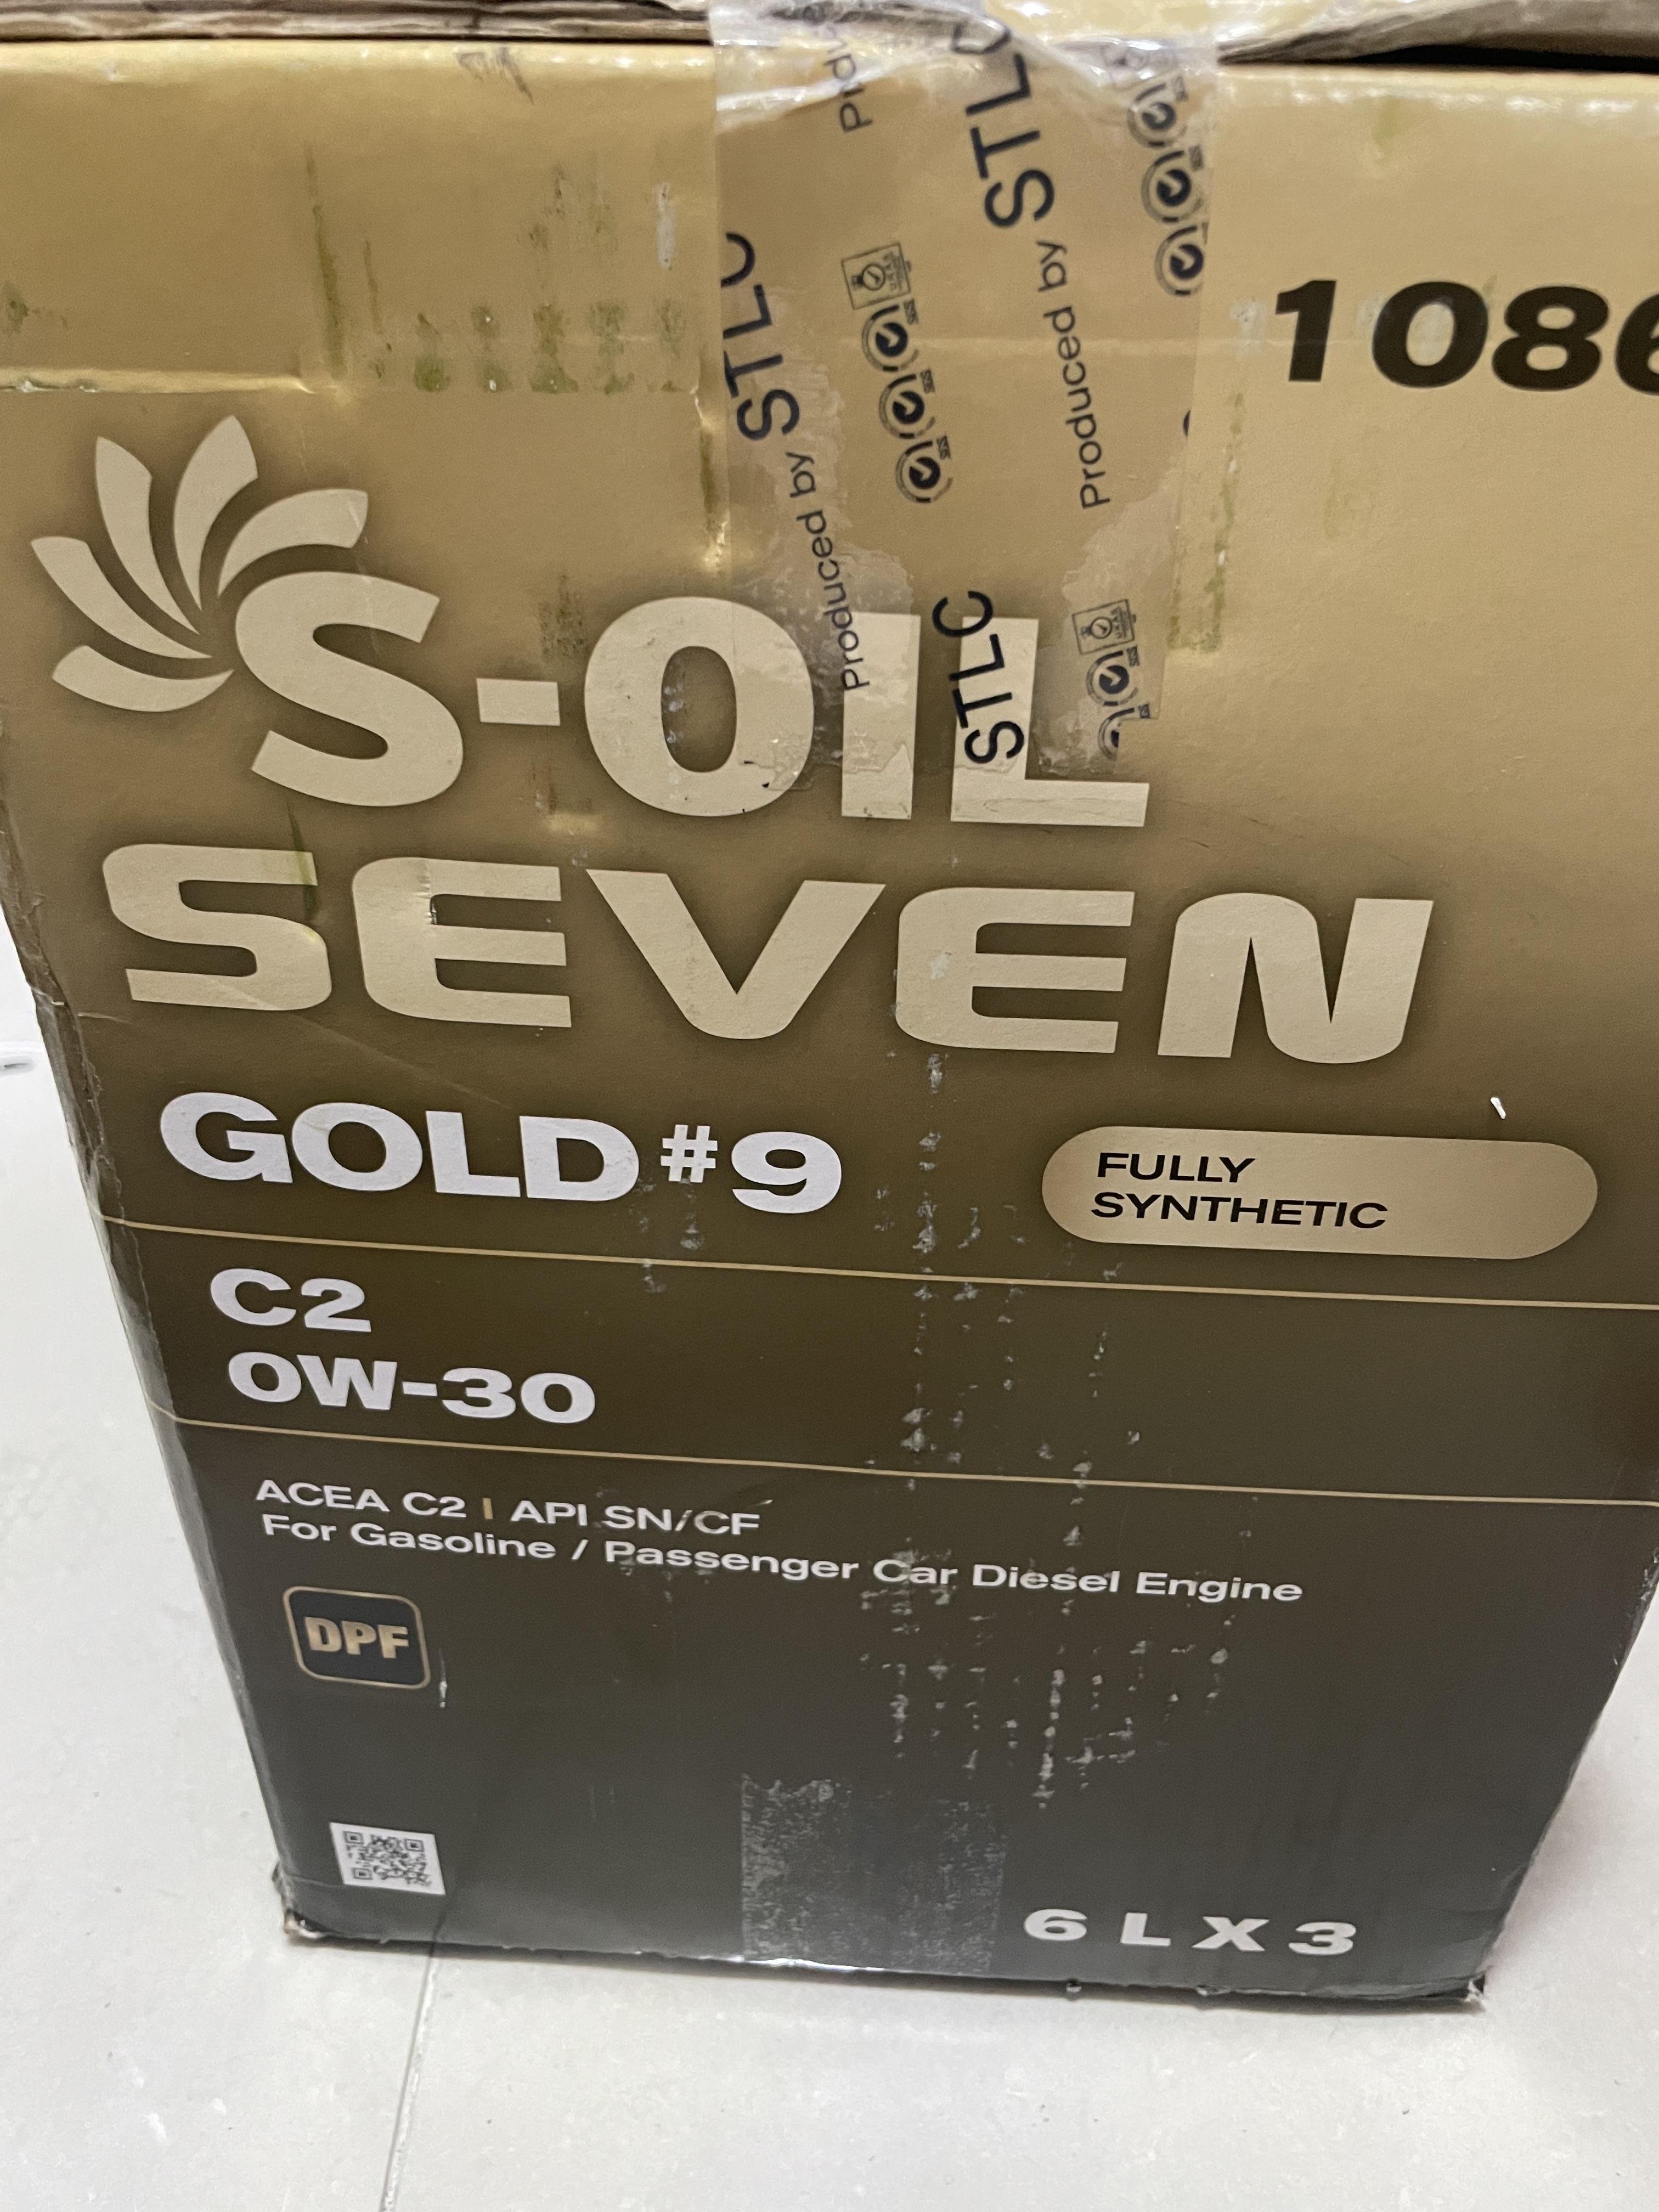 Produced by STLC
Produced by STLC
STLC
S-OIL
SEVEN
GOLD #9
FULLY
SYNTHETIC
C2
0W-30
ACEA C2 | API SN/CF
For Gasoline / Passenger Car Diesel Engine
DPF
6 L X 3